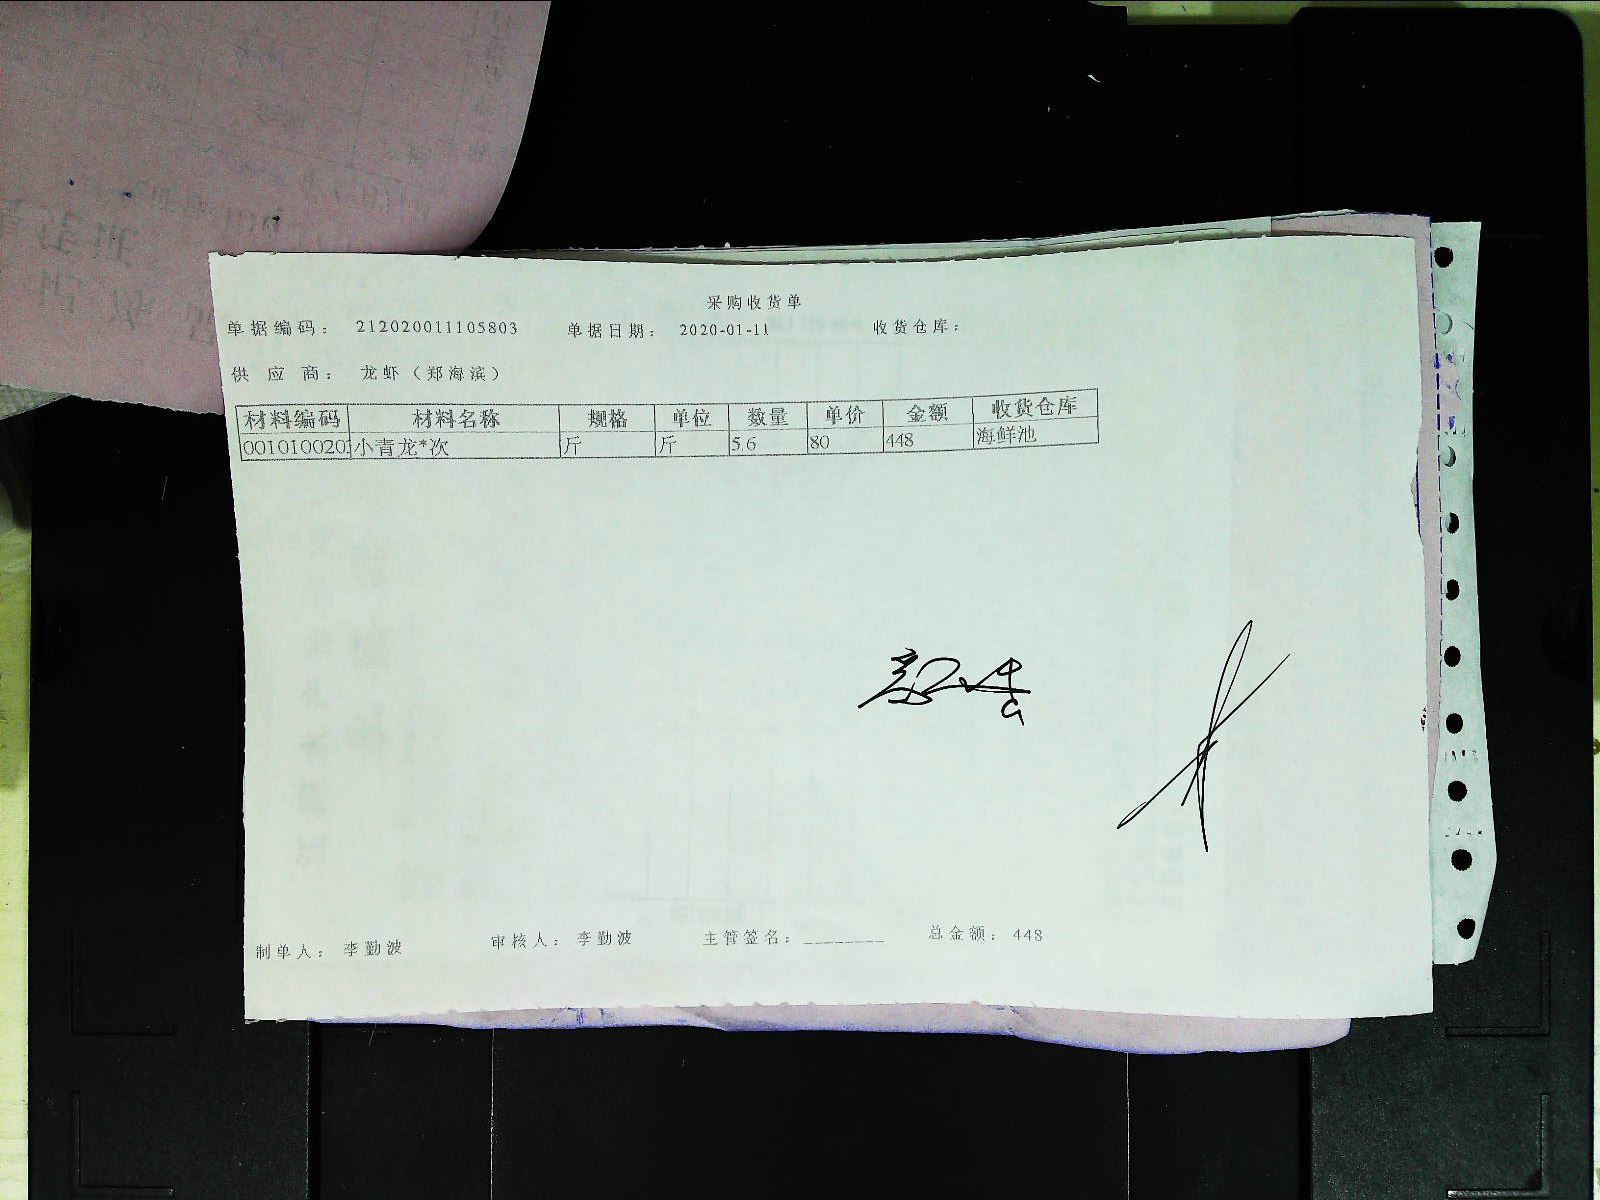 采购收货单
单据编码： 212020011105803 单据日期： 2020-01-11 收货仓库：
供 应 商： 龙虾（郑海滨）
材料编码 材料名称 规格 单位 数量 单价 金额 收货仓库
001010020 小青龙*次 斤 斤 5.6 80 448 海鲜池
制单人： 李勤波 审核人： 李勤波 主管签名：________ 总金额： 448